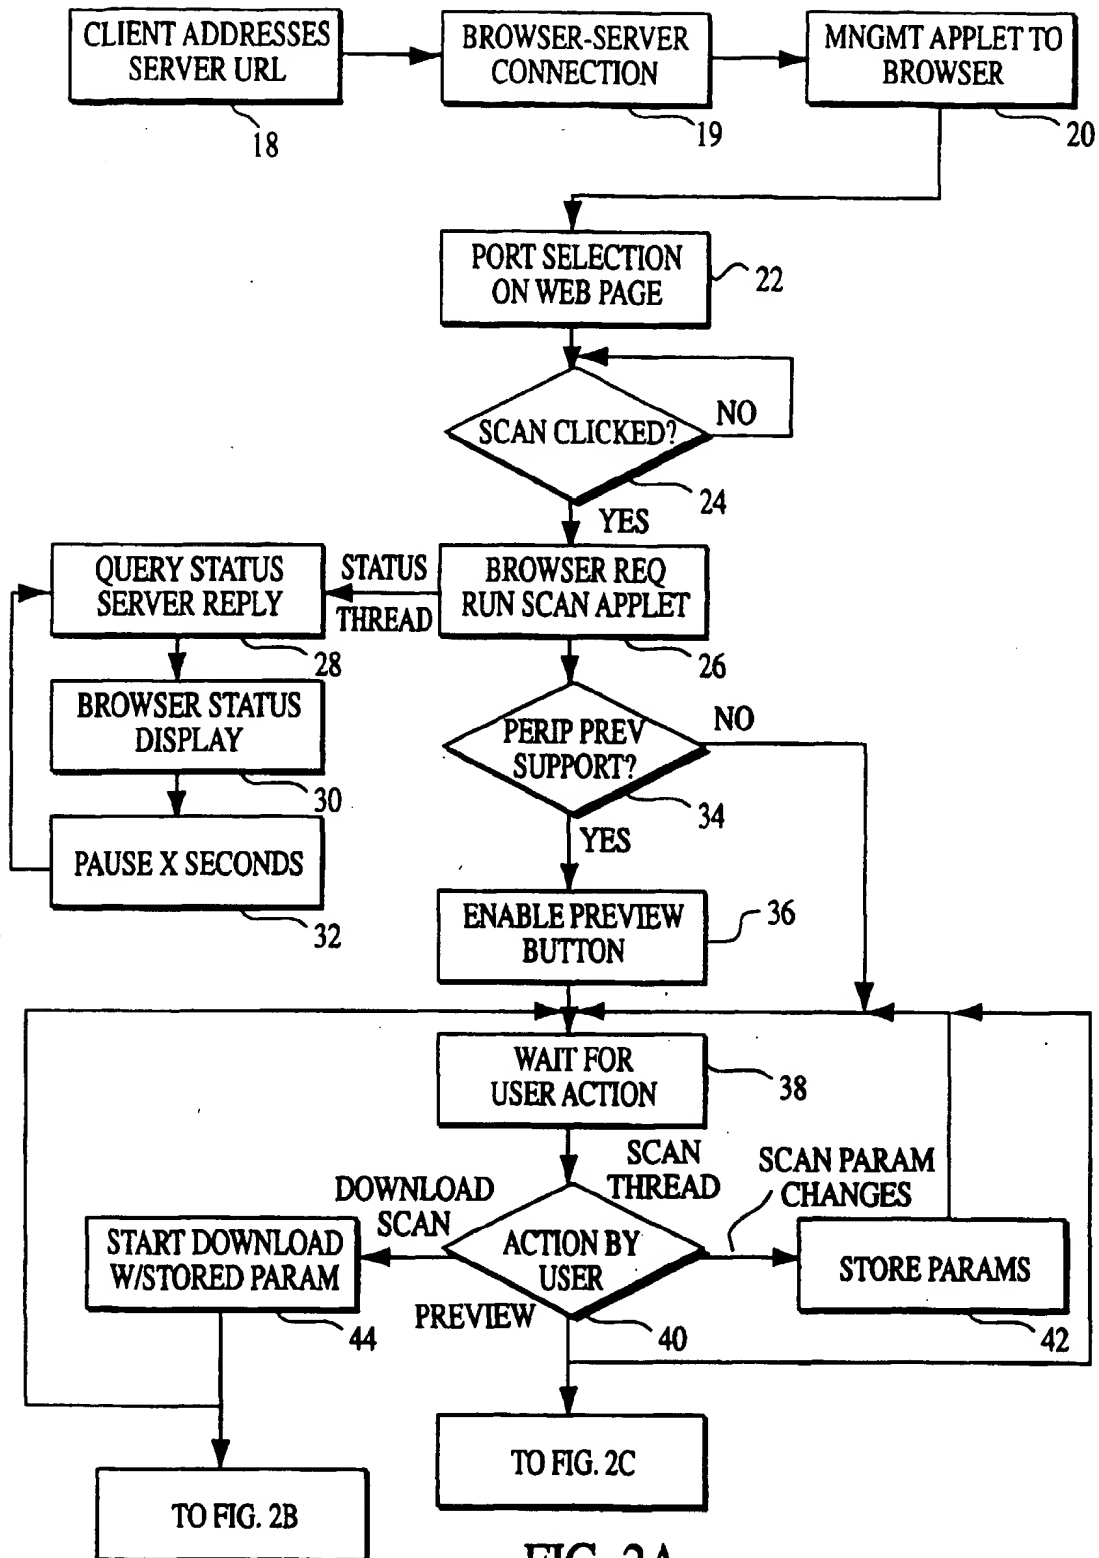 CLIENT ADDRESSES
SERVER URL
18
BROWSER-SERVER
CONNECTION
19
MNGMT APPLET TO
BROWSER
20
PORT SELECTION
ON WEB PAGE
22
SCAN CLICKED?
NO
24
YES
BROWSER REQ
RUN SCAN APPLET
26
STATUS
THREAD
QUERY STATUS
SERVER REPLY
28
BROWSER STATUS
DISPLAY
30
PAUSE X SECONDS
32
PERIP PREV
SUPPORT?
NO
34
YES
ENABLE PREVIEW
BUTTON
36
WAIT FOR
USER ACTION
38
SCAN
THREAD
ACTION BY
USER
40
SCAN PARAM
CHANGES
STORE PARAMS
42
DOWNLOAD
SCAN
START DOWNLOAD
W/STORED PARAM
44
PREVIEW
TO FIG. 2C
TO FIG. 2B
FIG. 2A